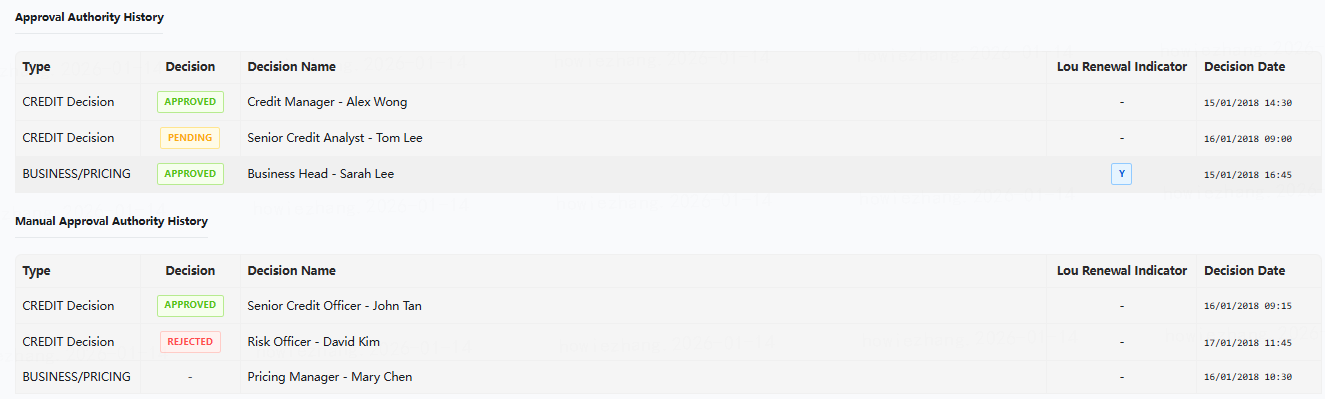 Approval Authority History
Type Decision Decision Name Lou Renewal Indicator Decision Date
CREDIT Decision APPROVED Credit Manager - Alex Wong - 15/01/2018 14:30
CREDIT Decision PENDING Senior Credit Analyst - Tom Lee - 16/01/2018 09:00
BUSINESS/PRICING APPROVED Business Head - Sarah Lee Y 15/01/2018 16:45
Manual Approval Authority History
Type Decision Decision Name Lou Renewal Indicator Decision Date
CREDIT Decision APPROVED Senior Credit Officer - John Tan - 16/01/2018 09:15
CREDIT Decision REJECTED Risk Officer - David Kim - 17/01/2018 11:45
BUSINESS/PRICING - Pricing Manager - Mary Chen - 16/01/2018 10:30